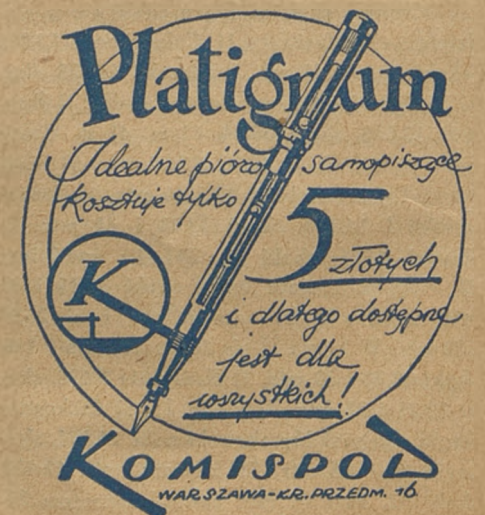 Platignum
Idealne pióro samopiszące
kosztuje tylko 5 złotych
K
i dlatego dostępne
jest dla
wszystkich!
KOMISPOL
WARSZAWA-KR. PRZEDM. 16.